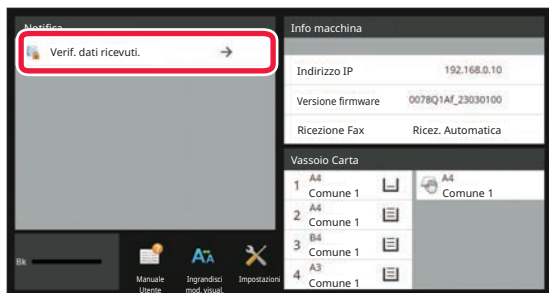 Notifica
Verif. dati ricevuti.
Info macchina
Indirizzo IP 192.168.0.10
Versione firmware 0078Q1Af_23030100
Ricezione Fax Ricez. Automatica
Vassoio Carta
1 A4
Comune 1
A4
Comune 1
2 A4
Comune 1
3 B4
Comune 1
4 A3
Comune 1
Bk
Manuale
Utente
Ingrandisci
mod. visual.
Impostazioni